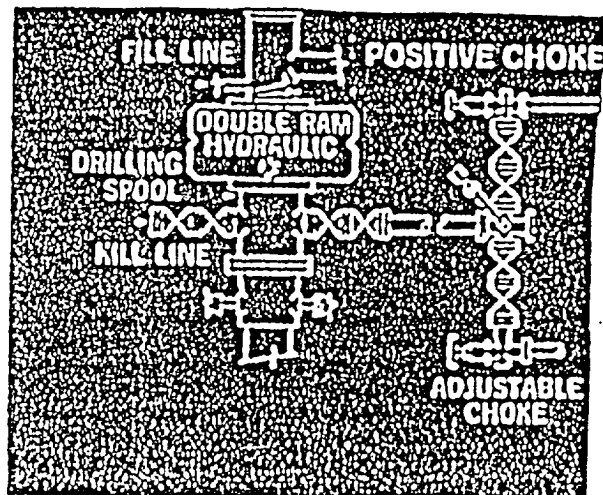 FILL LINE
POSITIVE CHOKE
DOUBLE RAM
HYDRAULIC
DRILLING
SPOOL
KILL LINE
ADJUSTABLE
CHOKE